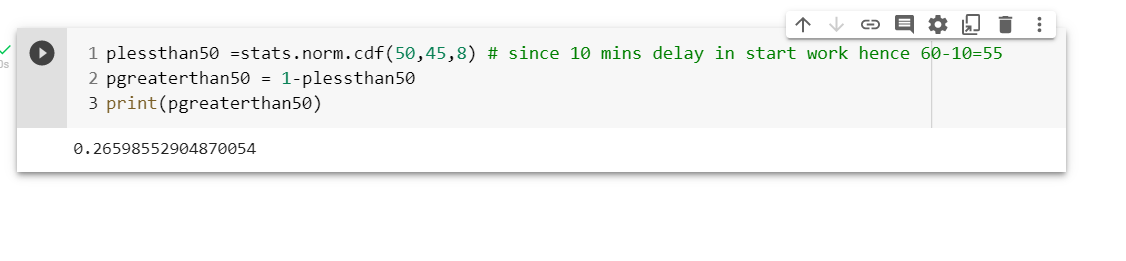 1 plessthan50 =stats.norm.cdf(50,45,8) # since 10 mins delay in start work hence 60-10=55
2 pgreaterthan50 = 1-plessthan50
3 print(pgreaterthan50)
0s
0.26598552904870054